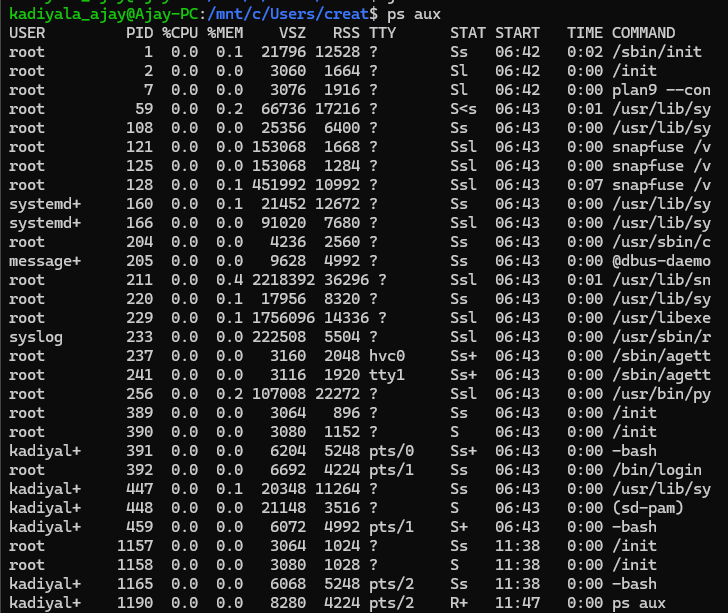 kadiyala_ajay@Ajay-PC:/mnt/c/Users/creat$ ps aux
USER PID %CPU %MEM VSZ RSS TTY STAT START TIME COMMAND
root 1 0.0 0.1 21796 12528 ? Ss 06:42 0:02 /sbin/init
root 2 0.0 0.0 3060 1664 ? Sl 06:42 0:00 /init
root 7 0.0 0.0 3076 1916 ? Sl 06:42 0:00 plan9 --con
root 59 0.0 0.2 66736 17216 ? S<s 06:43 0:01 /usr/lib/sy
root 108 0.0 0.0 25356 6400 ? Ss 06:43 0:00 /usr/lib/sy
root 121 0.0 0.0 153068 1668 ? Ssl 06:43 0:00 snapfuse /v
root 125 0.0 0.0 153068 1284 ? Ssl 06:43 0:00 snapfuse /v
root 128 0.0 0.1 451992 10992 ? Ssl 06:43 0:07 snapfuse /v
systemd+ 160 0.0 0.1 21452 12672 ? Ss 06:43 0:00 /usr/lib/sy
systemd+ 166 0.0 0.0 91020 7680 ? Ssl 06:43 0:00 /usr/lib/sy
root 204 0.0 0.0 4236 2560 ? Ss 06:43 0:00 /usr/sbin/c
message+ 205 0.0 0.0 9628 4992 ? Ss 06:43 0:00 @dbus-daemo
root 211 0.0 0.4 2218392 36296 ? Ssl 06:43 0:01 /usr/lib/sn
root 220 0.0 0.1 17956 8320 ? Ss 06:43 0:00 /usr/lib/sy
root 229 0.0 0.1 1756096 14336 ? Ssl 06:43 0:00 /usr/libexe
syslog 233 0.0 0.0 222508 5504 ? Ssl 06:43 0:00 /usr/sbin/r
root 237 0.0 0.0 3160 2048 hvc0 Ss+ 06:43 0:00 /sbin/agett
root 241 0.0 0.0 3116 1920 tty1 Ss+ 06:43 0:00 /sbin/agett
root 256 0.0 0.2 107008 22272 ? Ssl 06:43 0:00 /usr/bin/py
root 389 0.0 0.0 3064 896 ? Ss 06:43 0:00 /init
root 390 0.0 0.0 3080 1152 ? S 06:43 0:00 /init
kadiyal+ 391 0.0 0.0 6204 5248 pts/0 Ss+ 06:43 0:00 -bash
root 392 0.0 0.0 6692 4224 pts/1 Ss 06:43 0:00 /bin/login
kadiyal+ 447 0.0 0.1 20348 11264 ? Ss 06:43 0:00 /usr/lib/sy
kadiyal+ 448 0.0 0.0 21148 3516 ? S 06:43 0:00 (sd-pam)
kadiyal+ 459 0.0 0.0 6072 4992 pts/1 S+ 06:43 0:00 -bash
root 1157 0.0 0.0 3064 1024 ? Ss 11:38 0:00 /init
root 1158 0.0 0.0 3080 1028 ? S 11:38 0:00 /init
kadiyal+ 1165 0.0 0.0 6068 5248 pts/2 Ss 11:38 0:00 -bash
kadiyal+ 1190 0.0 0.0 8280 4224 pts/2 R+ 11:47 0:00 ps aux